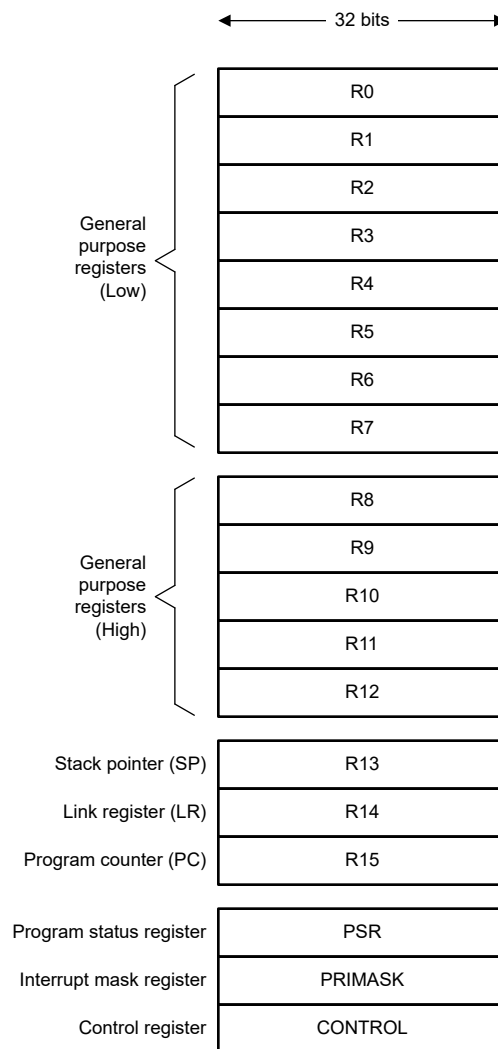 32 bits
R0
R1
R2
General
purpose
registers
(Low)
R3
R4
R5
R6
R7
R8
General
purpose
registers
(High)
R9
R10
R11
R12
Stack pointer (SP)
R13
Link register (LR)
R14
Program counter (PC)
R15
Program status register
PSR
Interrupt mask register
PRIMASK
Control register
CONTROL